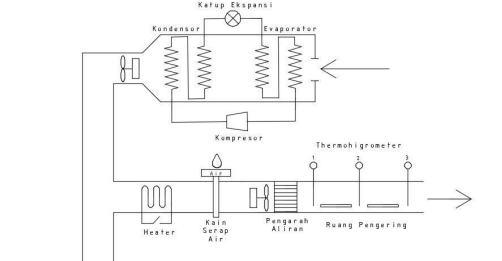 Katup Ekspansi
Kondensor
Evaporator
Kompresor
Thermohigrometer
1
2
3
Air
Heater
Kain
Serap
Air
Pengarah
Aliran
Ruang Pengering